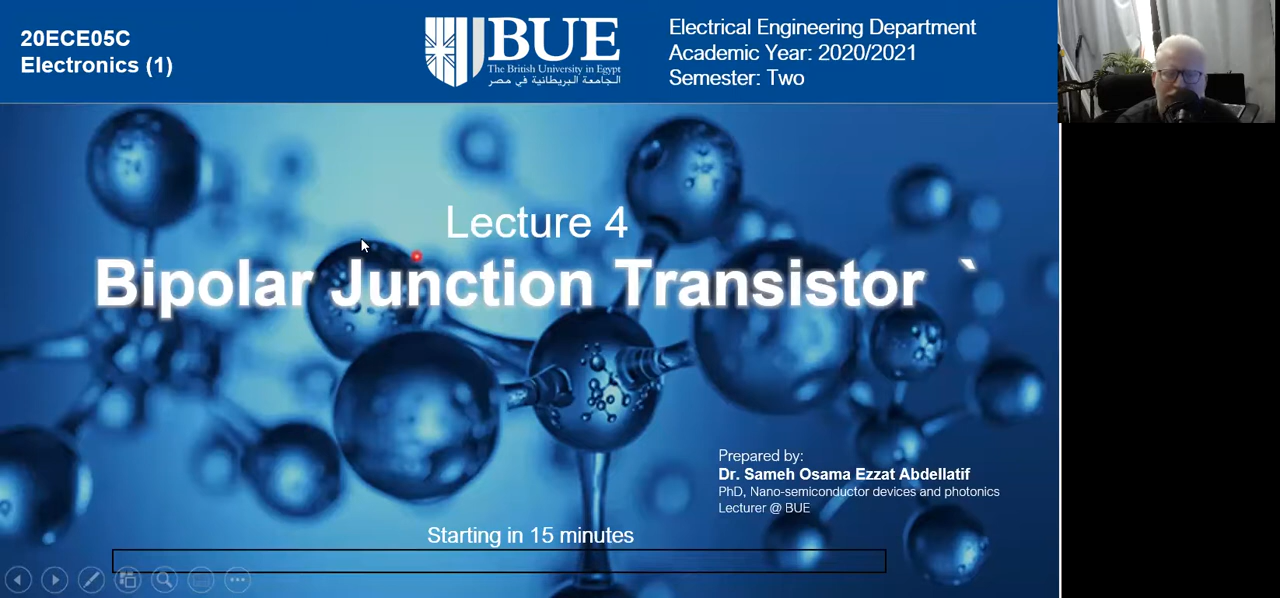 20ECE05C
Electronics (1)
BUE
The British University in Egypt
الجامعة البريطانية في مصر
Electrical Engineering Department
Academic Year: 2020/2021
Semester: Two
Lecture 4
Bipolar Junction Transistor `
Prepared by:
Dr. Sameh Osama Ezzat Abdellatif
PhD, Nano-semiconductor devices and photonics
Lecturer @ BUE
Starting in 15 minutes